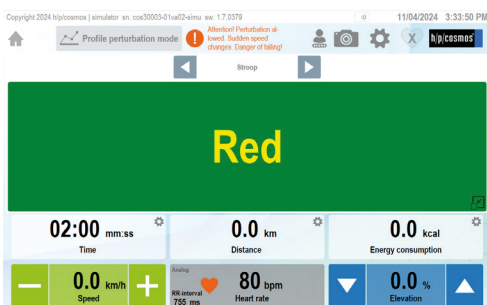 Copyright 2024 h/p/cosmos | simulator sn. cos30003-01va02-simu sw. 1.7.0379
11/04/2024 3:33:50 PM
Profile perturbation mode
Attention! Perturbation al-
lowed. Sudden speed
changes. Danger of falling!
X
h/p/cosmos
Stroop
Red
02:00 mm:ss
Time
0.0 km
Distance
0.0 kcal
Energy consumption
0.0 km/h
Speed
Analog
RR-Interval
755 ms
80 bpm
Heart rate
0.0 %
Elevation